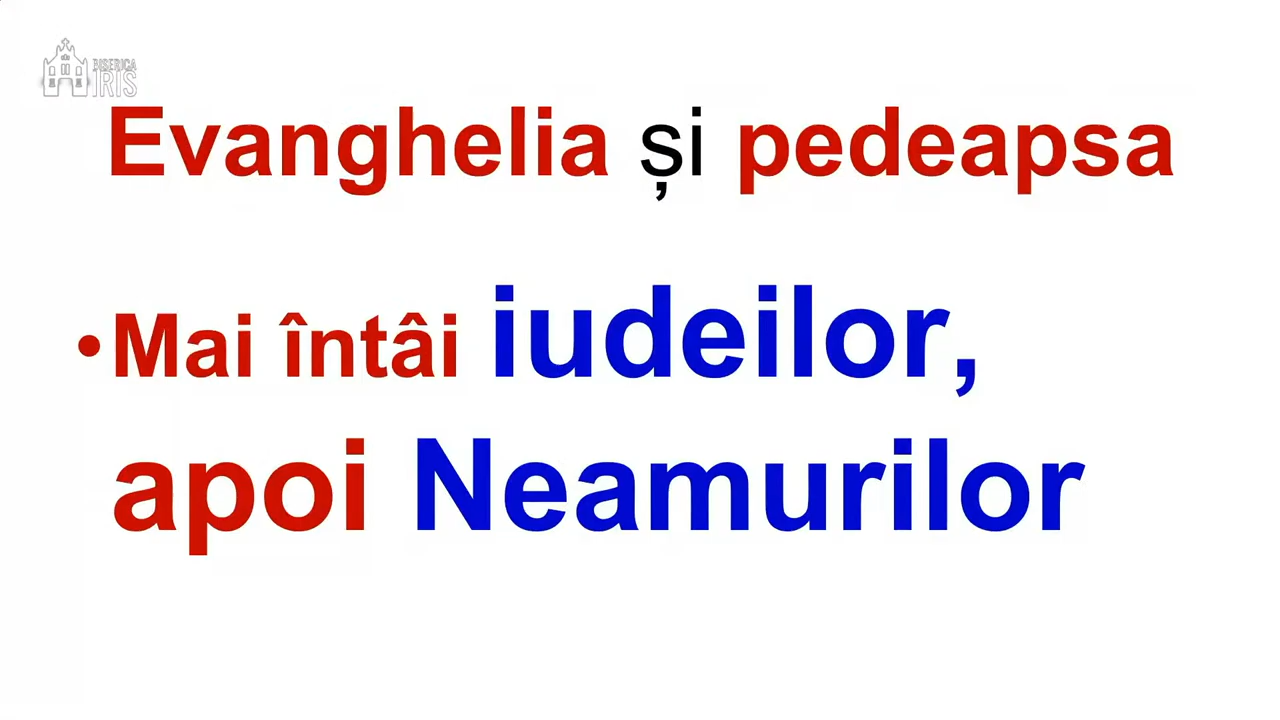 BISERICA
IRIS
Evanghelia și pedeapsa
•Mai întâi iudeilor,
apoi Neamurilor